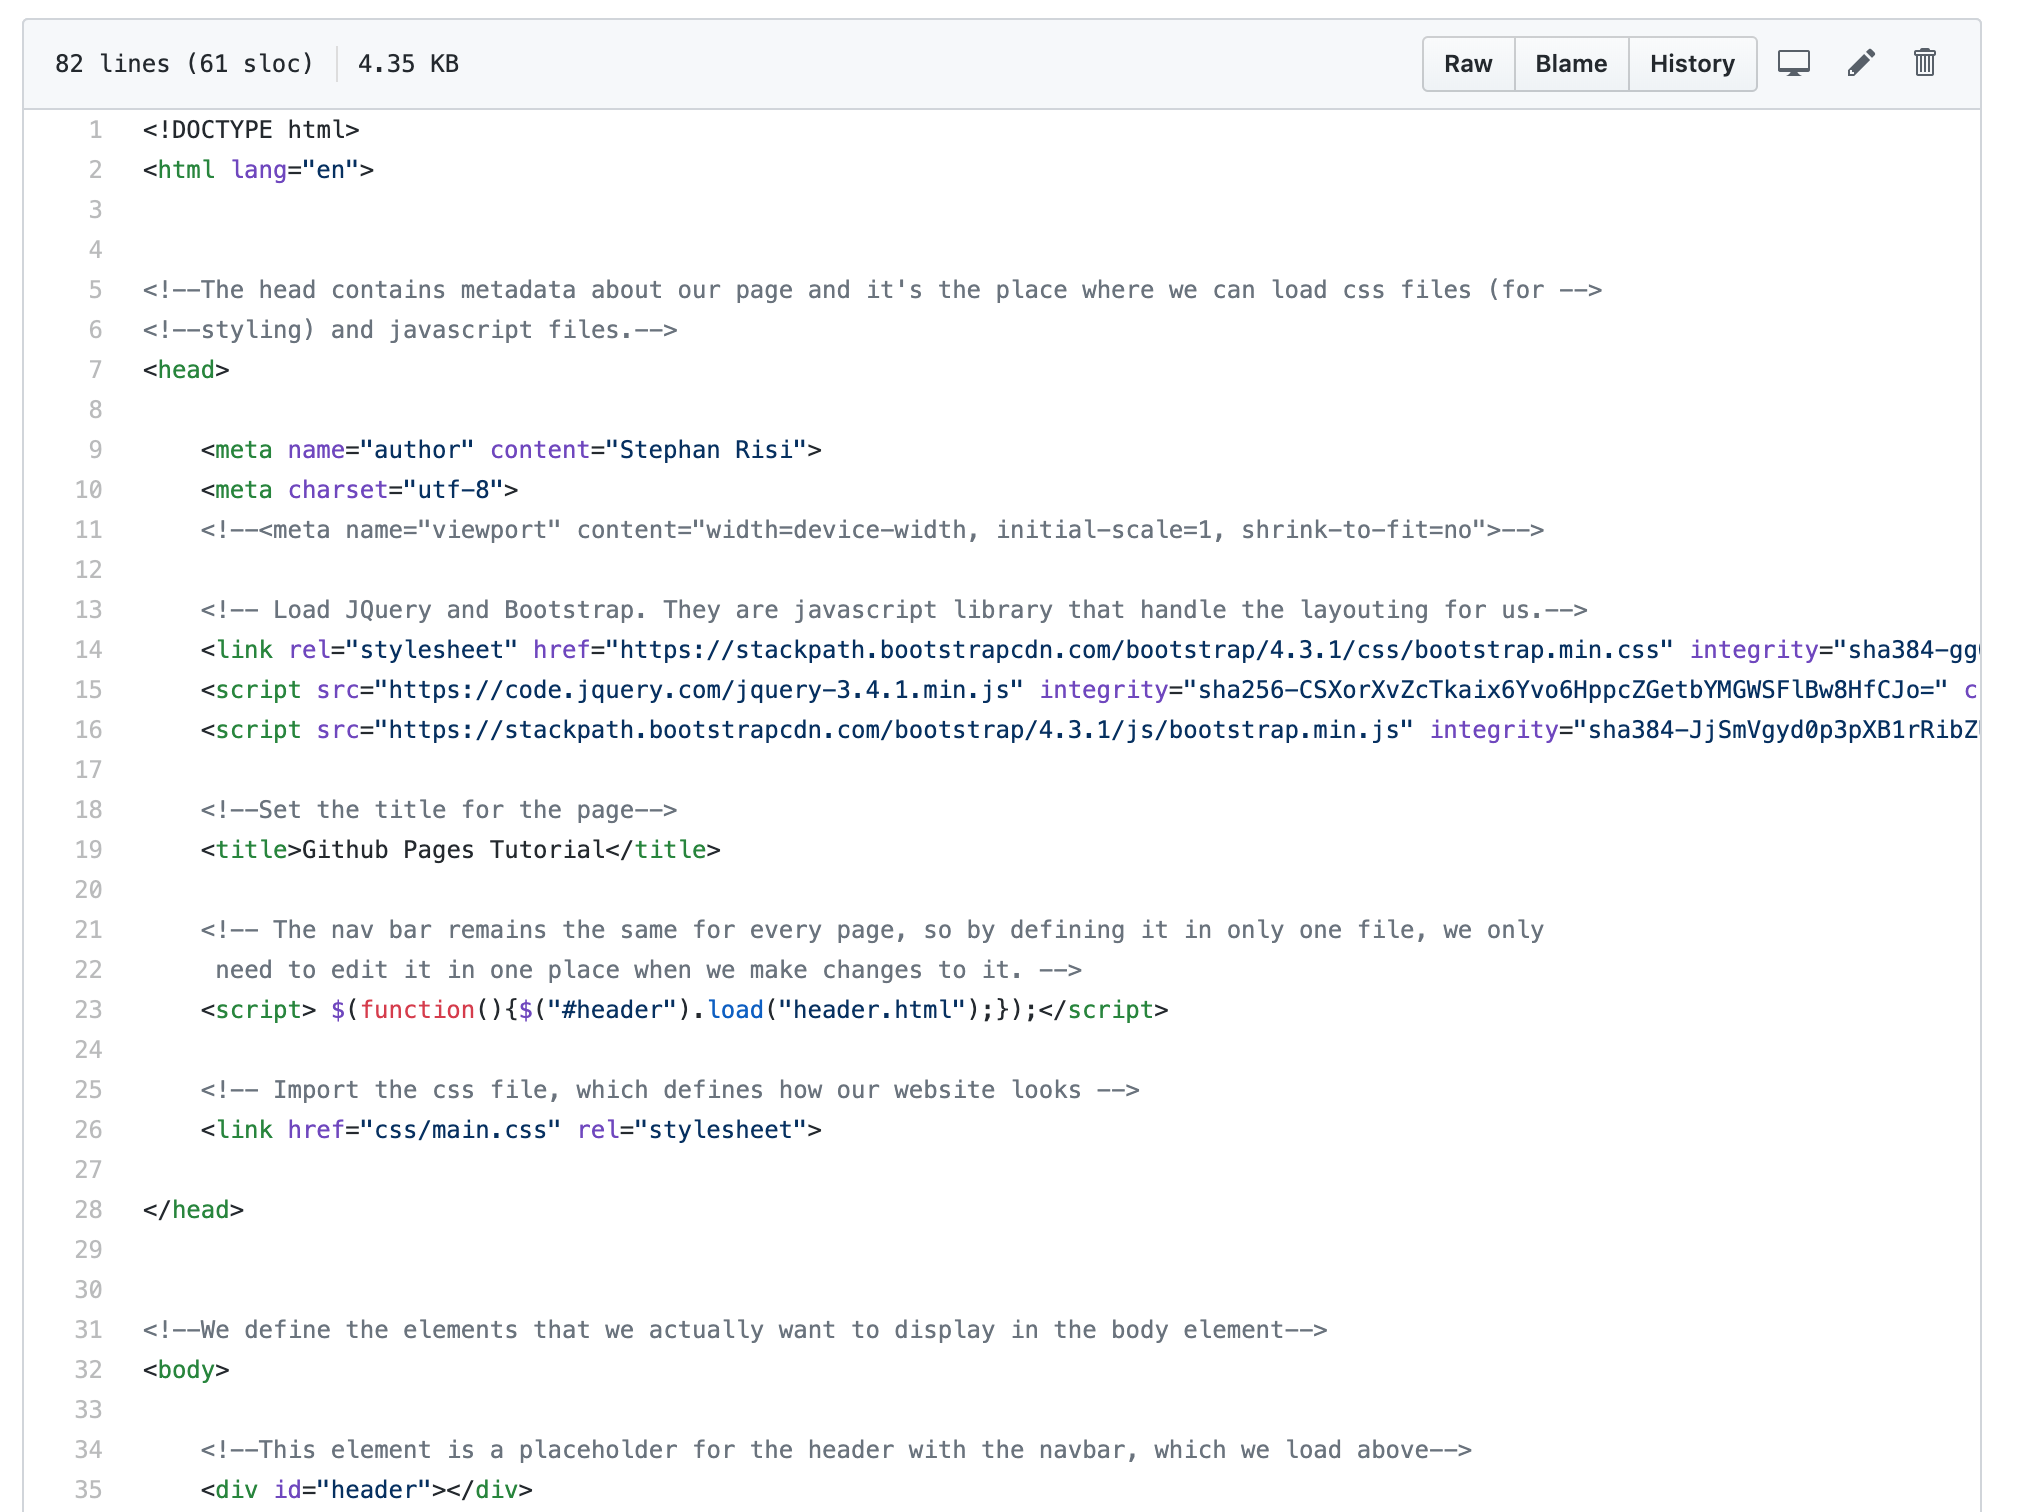 82 lines (61 sloc) 4.35 KB Raw Blame History
1 <!DOCTYPE html>
2 <html lang="en">
3
4
5 <!--The head contains metadata about our page and it's the place where we can load css files (for -->
6 <!--styling) and javascript files.-->
7 <head>
8
9     <meta name="author" content="Stephan Risi">
10     <meta charset="utf-8">
11     <!--<meta name="viewport" content="width=device-width, initial-scale=1, shrink-to-fit=no">-->
12
13     <!-- Load JQuery and Bootstrap. They are javascript library that handle the layouting for us.-->
14     <link rel="stylesheet" href="https://stackpath.bootstrapcdn.com/bootstrap/4.3.1/css/bootstrap.min.css" integrity="sha384-gg
15     <script src="https://code.jquery.com/jquery-3.4.1.min.js" integrity="sha256-CSXorXvZcTkaix6Yvo6HppcZGetbYMGWSFlBw8HfCJo=" c
16     <script src="https://stackpath.bootstrapcdn.com/bootstrap/4.3.1/js/bootstrap.min.js" integrity="sha384-JjSmVgyd0p3pXB1rRibZ
17
18     <!--Set the title for the page-->
19     <title>Github Pages Tutorial</title>
20
21     <!-- The nav bar remains the same for every page, so by defining it in only one file, we only
22      need to edit it in one place when we make changes to it. -->
23     <script> $(function(){$("#header").load("header.html");});</script>
24
25     <!-- Import the css file, which defines how our website looks -->
26     <link href="css/main.css" rel="stylesheet">
27
28 </head>
29
30
31 <!--We define the elements that we actually want to display in the body element-->
32 <body>
33
34     <!--This element is a placeholder for the header with the navbar, which we load above-->
35     <div id="header"></div>